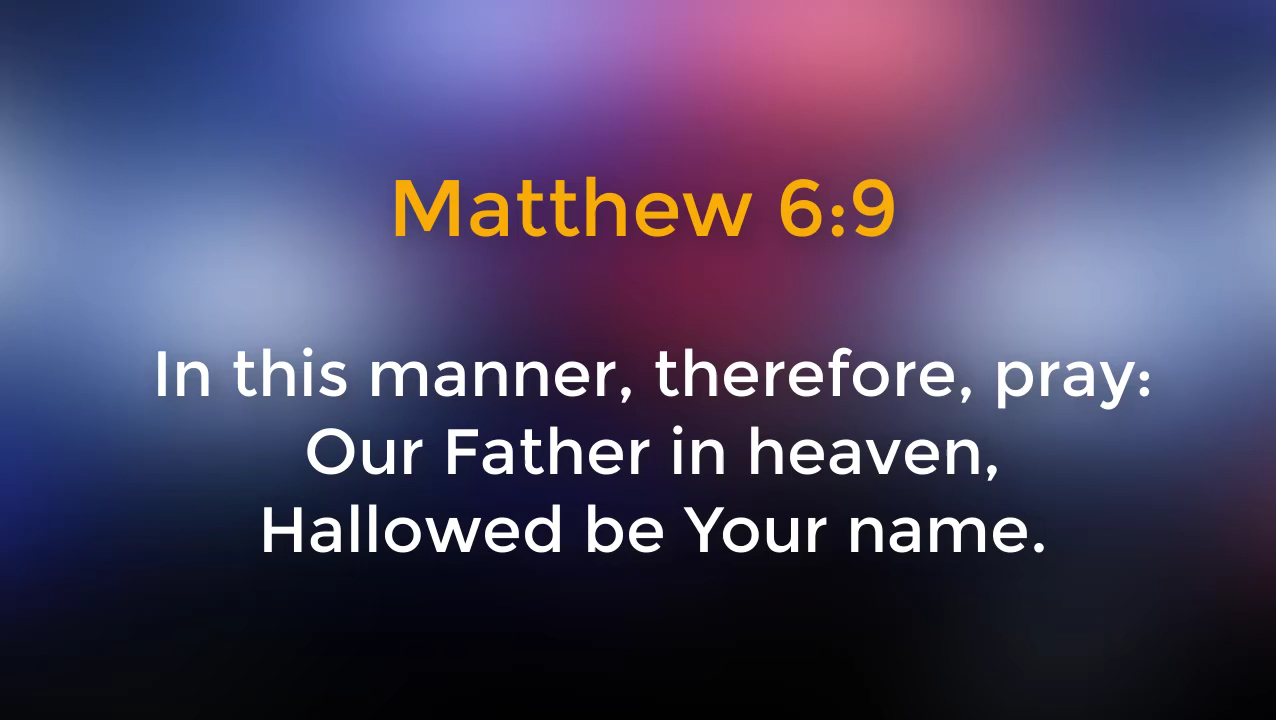 Matthew 6:9
In this manner, therefore, pray:
Our Father in heaven,
Hallowed be Your name.